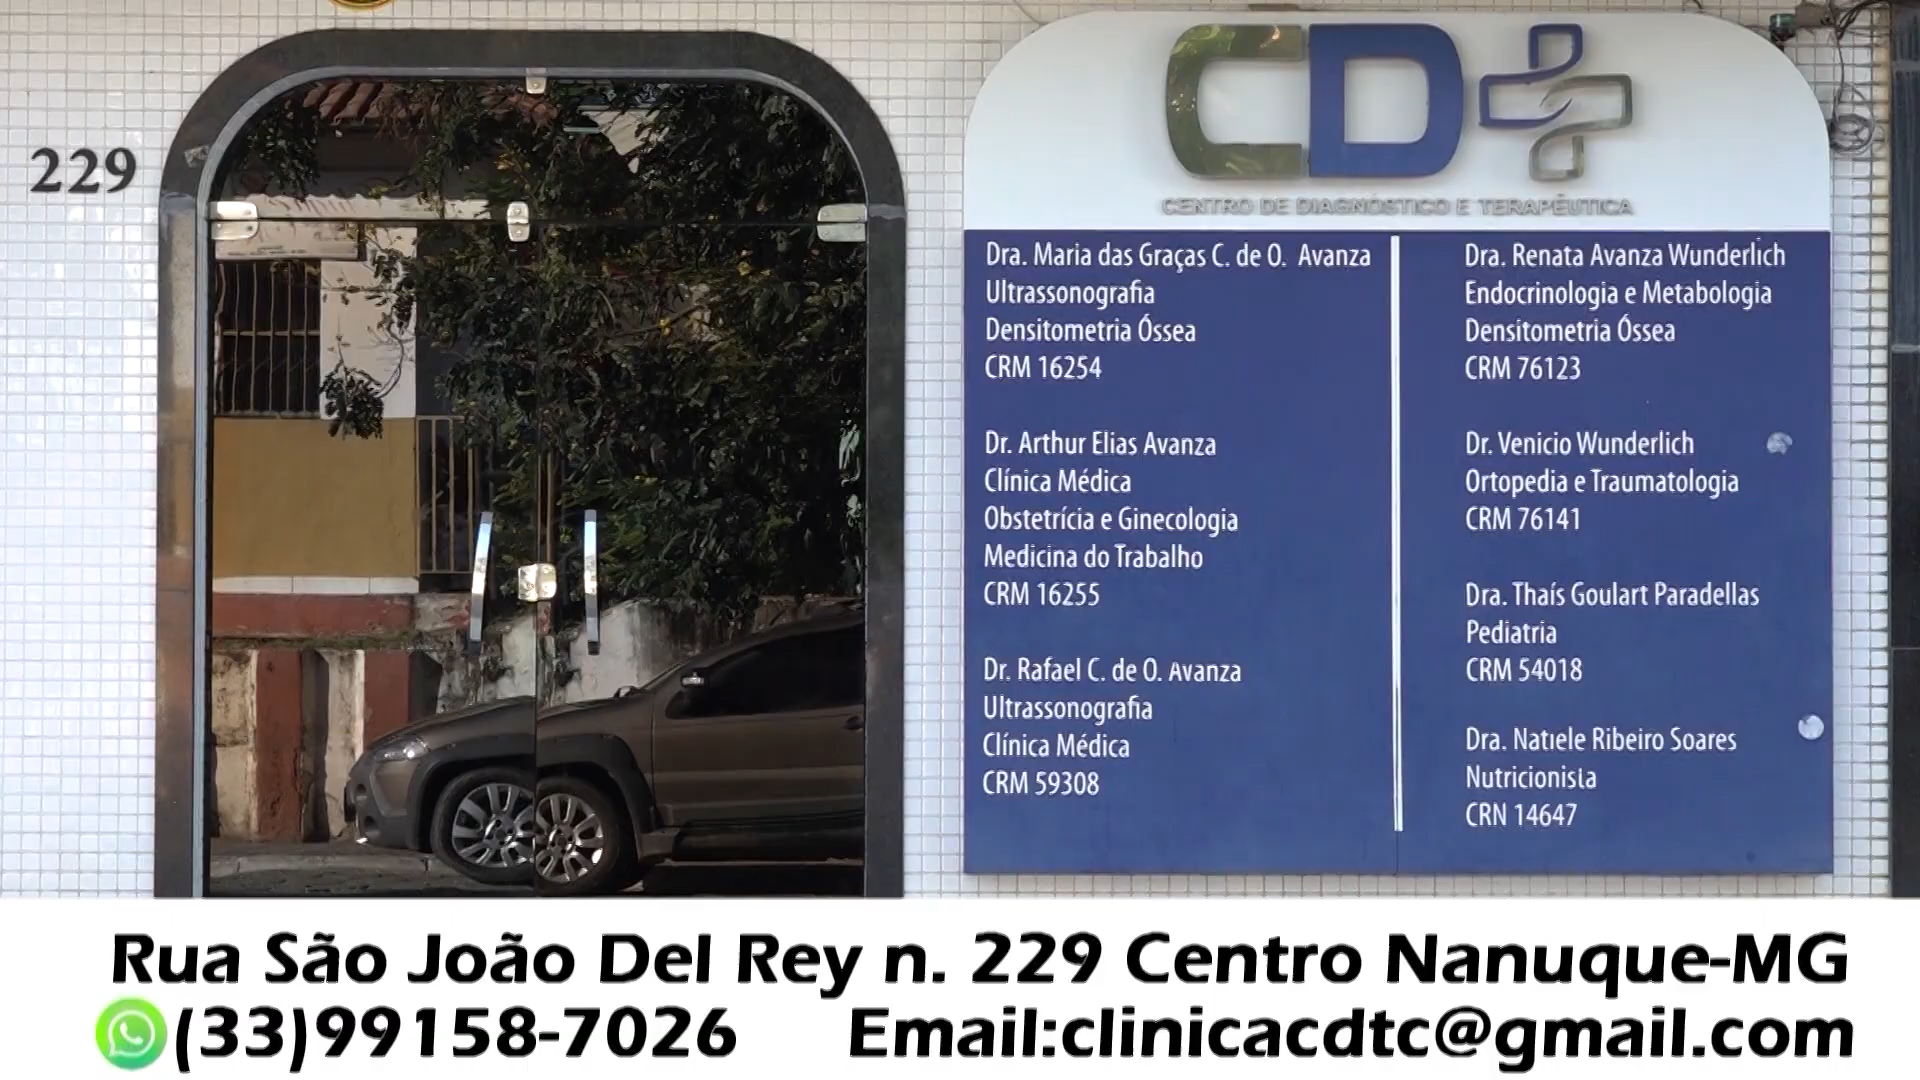 229
CD
CENTRO DE DIAGNÓSTICO E TERAPÊUTICA
Dra. Maria das Graças C. de O. Avanza
Ultrassonografia
Densitometria Óssea
CRM 16254
Dr. Arthur Elias Avanza
Clínica Médica
Obstetrícia e Ginecologia
Medicina do Trabalho
CRM 16255
Dr. Rafael C. de O. Avanza
Ultrassonografia
Clínica Médica
CRM 59308
Dra. Renata Avanza Wunderlich
Endocrinologia e Metabologia
Densitometria Óssea
CRM 76123
Dr. Venicio Wunderlich
Ortopedia e Traumatologia
CRM 76141
Dra. Thaís Goulart Paradellas
Pediatria
CRM 54018
Dra. Natiele Ribeiro Soares
Nutricionista
CRN 14647
Rua São João Del Rey n. 229 Centro Nanuque-MG
(33)99158-7026 Email:clinicacdtc@gmail.com